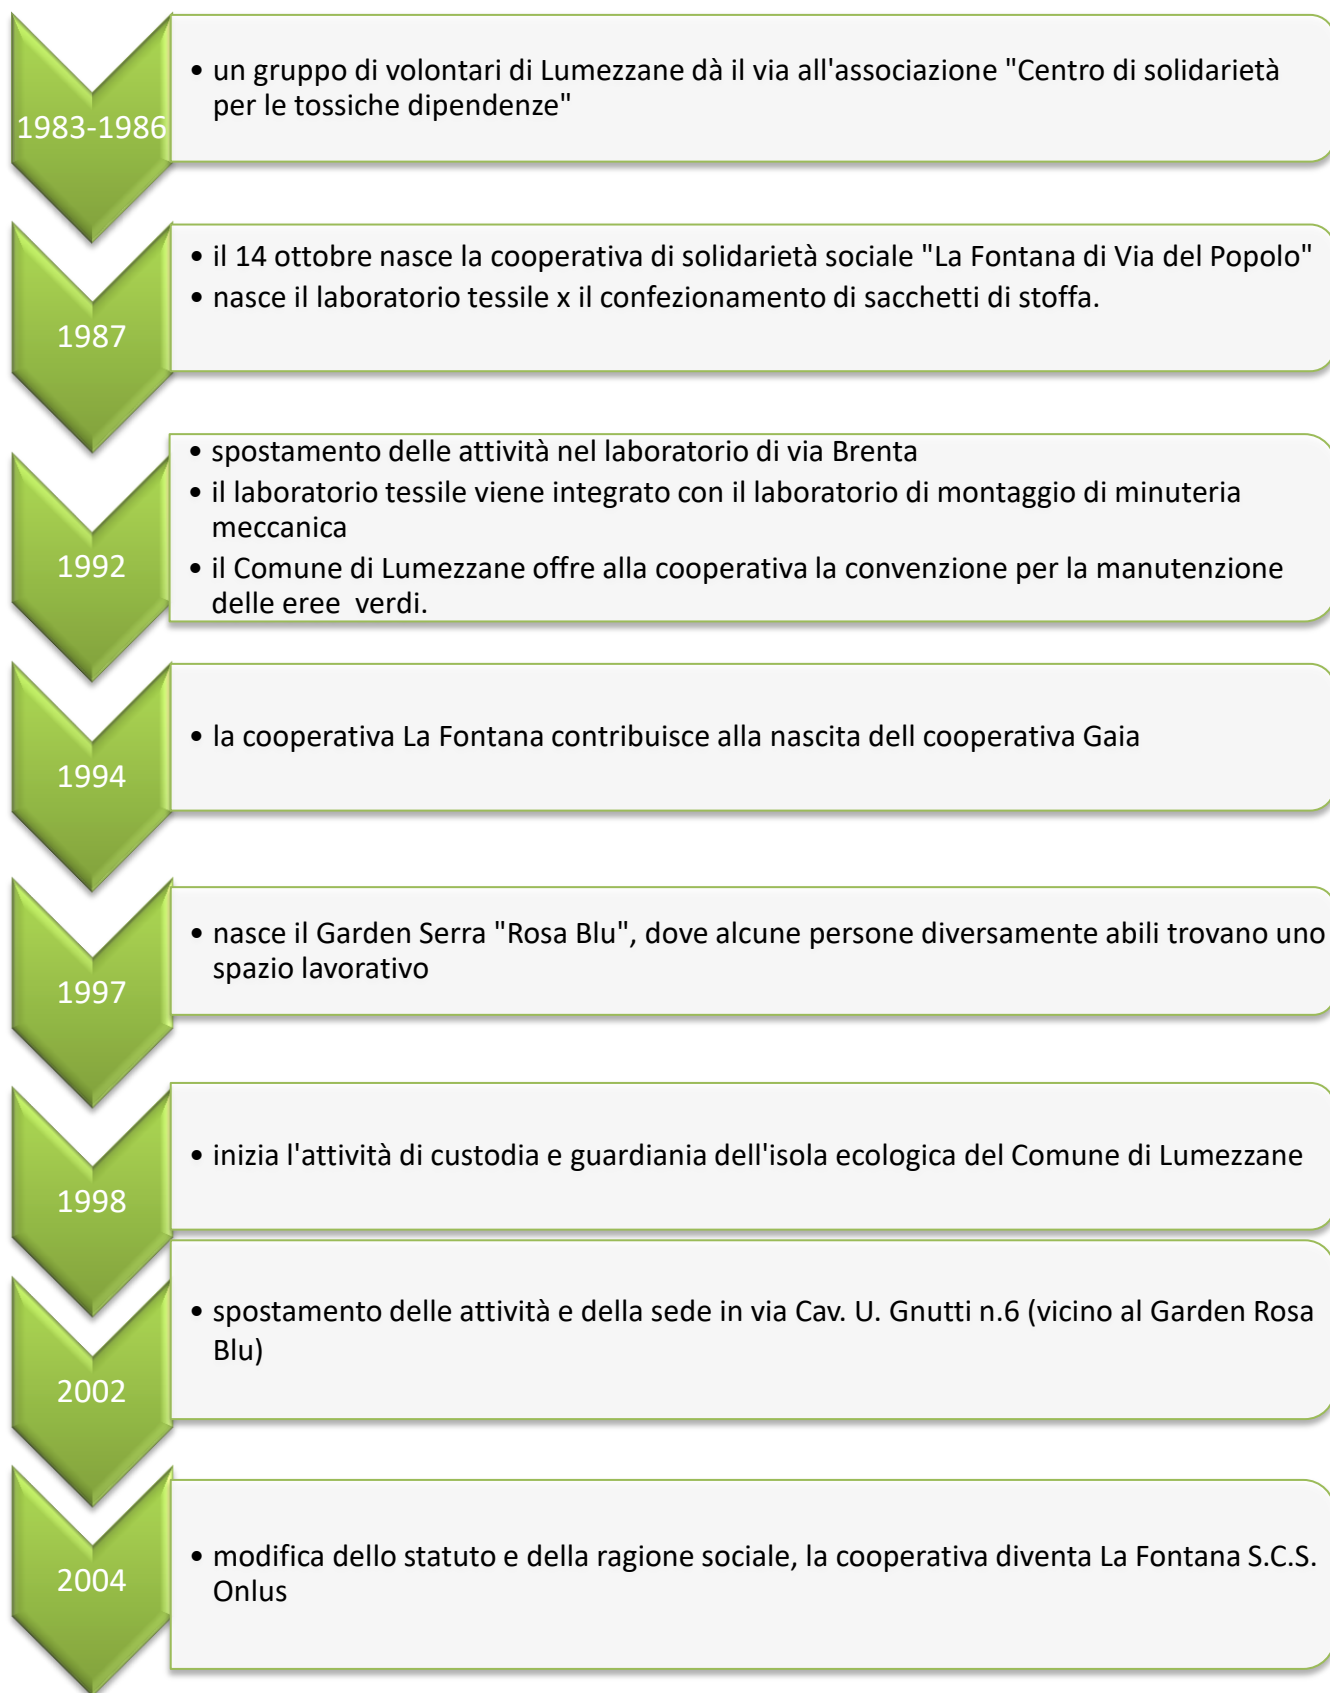 1983-1986
• un gruppo di volontari di Lumezzane dà il via all'associazione "Centro di solidarietà
per le tossiche dipendenze"
1987
• il 14 ottobre nasce la cooperativa di solidarietà sociale "La Fontana di Via del Popolo"
• nasce il laboratorio tessile x il confezionamento di sacchetti di stoffa.
1992
• spostamento delle attività nel laboratorio di via Brenta
• il laboratorio tessile viene integrato con il laboratorio di montaggio di minuteria
meccanica
• il Comune di Lumezzane offre alla cooperativa la convenzione per la manutenzione
delle eree  verdi.
1994
• la cooperativa La Fontana contribuisce alla nascita dell cooperativa Gaia
1997
• nasce il Garden Serra "Rosa Blu", dove alcune persone diversamente abili trovano uno
spazio lavorativo
1998
• inizia l'attività di custodia e guardiania dell'isola ecologica del Comune di Lumezzane
2002
• spostamento delle attività e della sede in via Cav. U. Gnutti n.6 (vicino al Garden Rosa
Blu)
2004
• modifica dello statuto e della ragione sociale, la cooperativa diventa La Fontana S.C.S.
Onlus